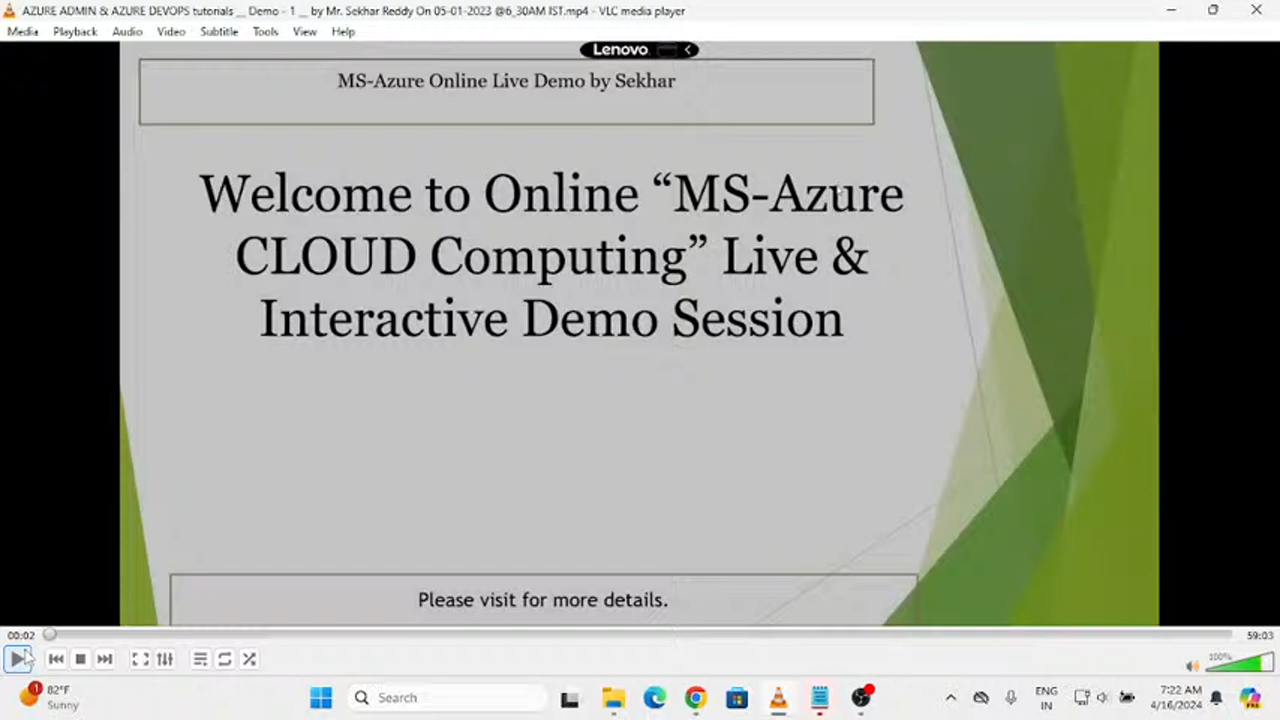 AZURE ADMIN & AZURE DEVOPS tutorials __ Demo - 1 __ by Mr. Sekhar Reddy On 05-01-2023 @6_30AM IST.mp4 - VLC media player
Media Playback Audio Video Subtitle Tools View Help
Lenovo
MS-Azure Online Live Demo by Sekhar
Welcome to Online “MS-Azure
CLOUD Computing” Live &
Interactive Demo Session
Please visit for more details.
00:02 59:03
100%
1 82°F
Sunny
Search
ENG
IN
7:22 AM
4/16/2024